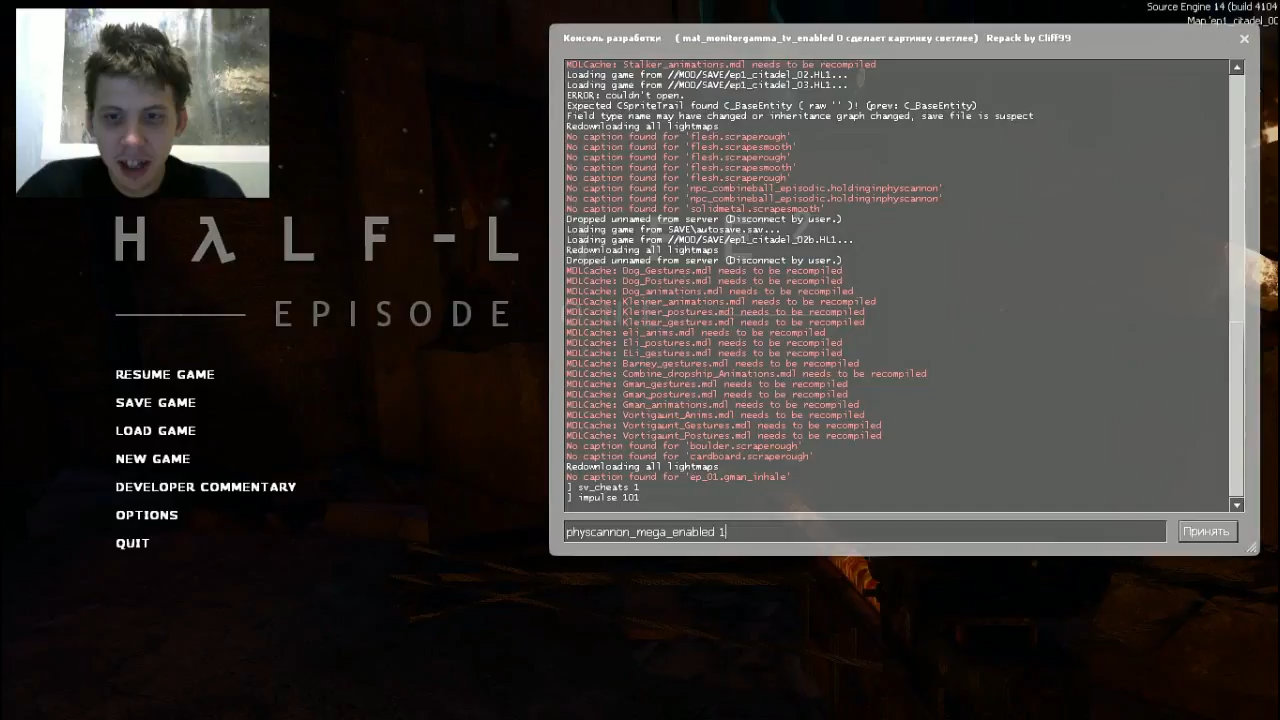 Source Engine 14 (build 4104
Map 'ep1_citadel_00
Консоль разработки ( mat_monitorgamma_tv_enabled 0 сделает картинку светлее) Repack by Cliff99
MDLCache: Stalker_animations.mdl needs to be recompiled
Loading game from //MOD/SAVE/ep1_citadel_02.HL1...
Loading game from //MOD/SAVE/ep1_citadel_03.HL1...
ERROR: couldn't open.
Expected CSpriteTrail found C_BaseEntity ( raw '' )! (prev: C_BaseEntity)
Field type name may have changed or inheritance graph changed, save file is suspect
Redownloading all lightmaps
No caption found for 'flesh.scraperough'
No caption found for 'flesh.scrapesmooth'
No caption found for 'flesh.scraperough'
No caption found for 'flesh.scrapesmooth'
No caption found for 'flesh.scraperough'
No caption found for 'npc_combineball_episodic.holdinginphyscannon'
No caption found for 'npc_combineball_episodic.holdinginphyscannon'
No caption found for 'solidmetal.scrapesmooth'
Dropped unnamed from server (Disconnect by user.)
Loading game from SAVE\autosave.sav...
Loading game from //MOD/SAVE/ep1_citadel_02b.HL1...
Redownloading all lightmaps
Dropped unnamed from server (Disconnect by user.)
MDLCache: Dog_Gestures.mdl needs to be recompiled
MDLCache: Dog_Postures.mdl needs to be recompiled
MDLCache: Dog_animations.mdl needs to be recompiled
MDLCache: Kleiner_animations.mdl needs to be recompiled
MDLCache: Kleiner_postures.mdl needs to be recompiled
MDLCache: Kleiner_gestures.mdl needs to be recompiled
MDLCache: eli_anims.mdl needs to be recompiled
MDLCache: Eli_postures.mdl needs to be recompiled
MDLCache: ELi_gestures.mdl needs to be recompiled
MDLCache: Barney_gestures.mdl needs to be recompiled
MDLCache: Combine_dropship_Animations.mdl needs to be recompiled
MDLCache: Gman_gestures.mdl needs to be recompiled
MDLCache: Gman_postures.mdl needs to be recompiled
MDLCache: Gman_animations.mdl needs to be recompiled
MDLCache: Vortigaunt_Anims.mdl needs to be recompiled
MDLCache: Vortigaunt_Gestures.mdl needs to be recompiled
MDLCache: Vortigaunt_Postures.mdl needs to be recompiled
No caption found for 'boulder.scraperough'
No caption found for 'cardboard.scraperough'
Redownloading all lightmaps
No caption found for 'ep_01.gman_inhale'
] sv_cheats 1
] impulse 101
physcannon_mega_enabled 1
Принять
H λ L F - L
EPISODE
RESUME GAME
SAVE GAME
LOAD GAME
NEW GAME
DEVELOPER COMMENTARY
OPTIONS
QUIT